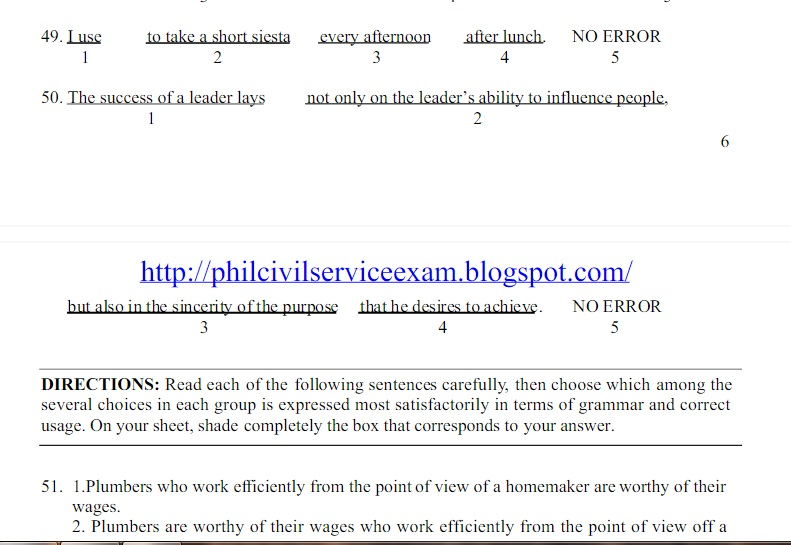 49. I use to take a short siesta every afternoon after lunch. NO ERROR
1 2 3 4 5
50. The success of a leader lays not only on the leader's ability to influence people,
1 2
6
http://philcivilserviceexam.blogspot.com/
but also in the sincerity of the purpose that he desires to achieve. NO ERROR
3 4 5
DIRECTIONS: Read each of the following sentences carefully, then choose which among the
several choices in each group is expressed most satisfactorily in terms of grammar and correct
usage. On your sheet, shade completely the box that corresponds to your answer.
51. 1.Plumbers who work efficiently from the point of view of a homemaker are worthy of their
wages.
2. Plumbers are worthy of their wages who work efficiently from the point of view off a